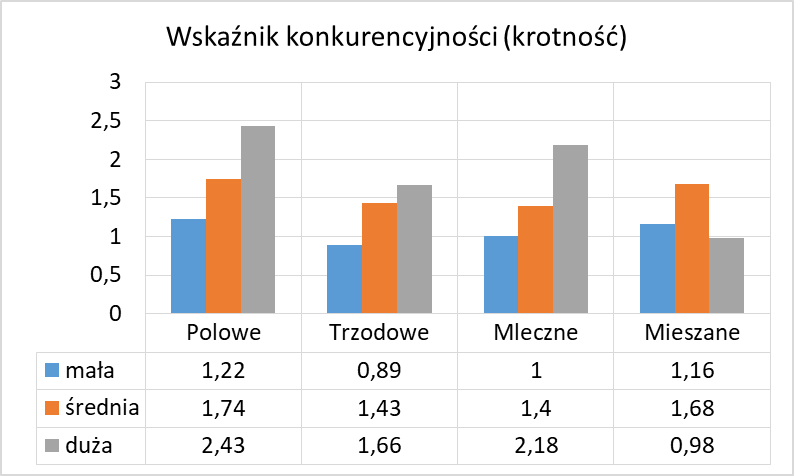 Wskaźnik konkurencyjności (krotność)
3
2,5
2
1,5
1
0,5
0
Polowe Trzodowe Mleczne Mieszane
mała 1,22 0,89 1 1,16
średnia 1,74 1,43 1,4 1,68
duża 2,43 1,66 2,18 0,98